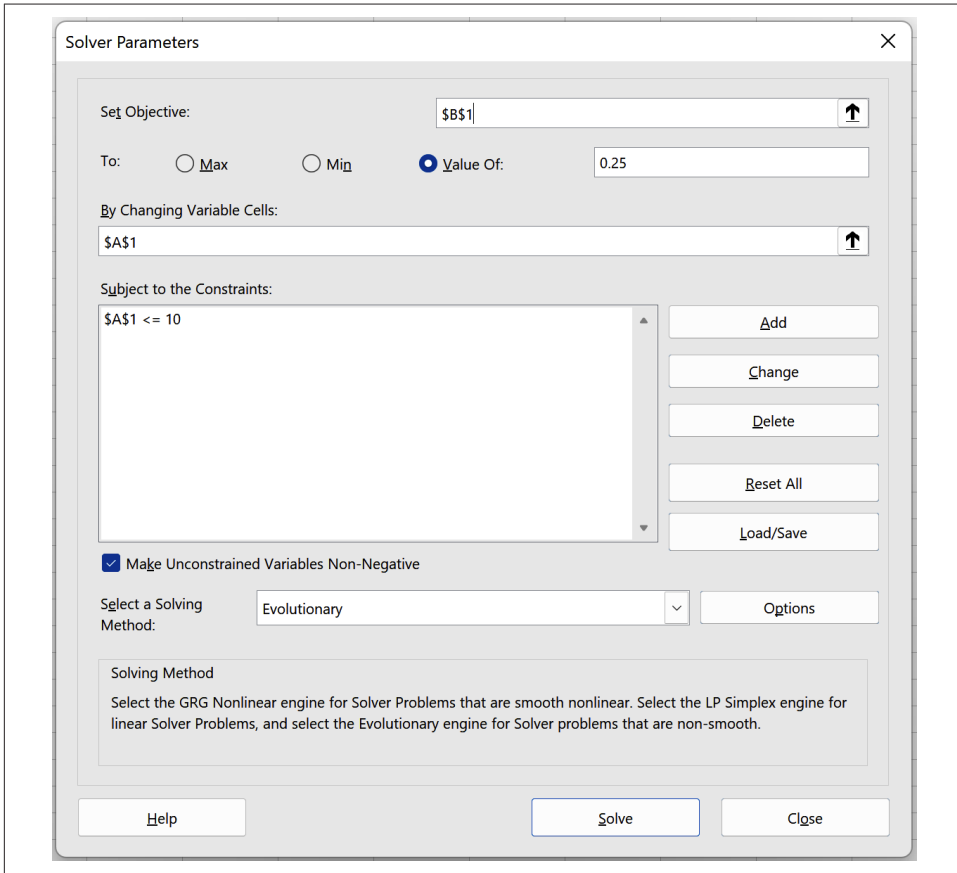 Solver Parameters
Set Objective:
$B$1
To:
Max
Min
Value Of:
0.25
By Changing Variable Cells:
$A$1
Subject to the Constraints:
$A$1 <= 10
Add
Change
Delete
Reset All
Load/Save
Make Unconstrained Variables Non-Negative
Select a Solving
Method:
Evolutionary
Options
Solving Method
Select the GRG Nonlinear engine for Solver Problems that are smooth nonlinear. Select the LP Simplex engine for
linear Solver Problems, and select the Evolutionary engine for Solver problems that are non-smooth.
Help
Solve
Close